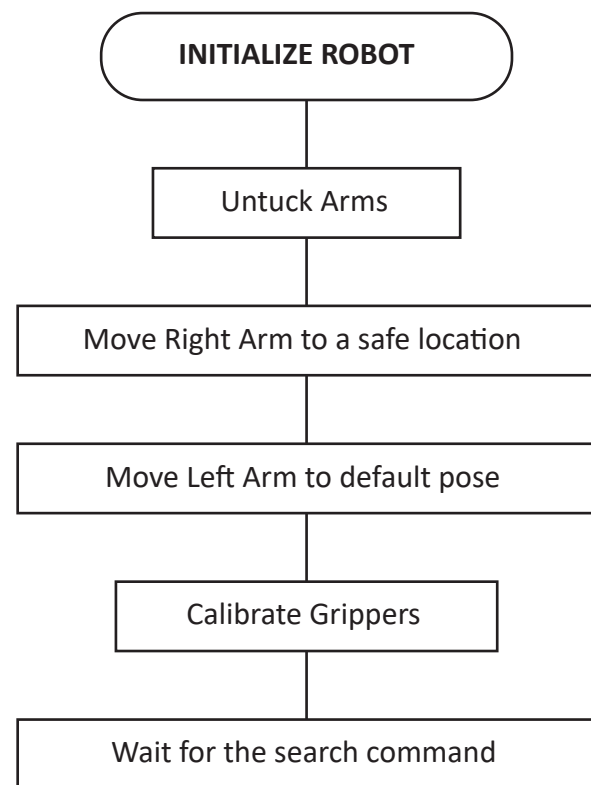 INITIALIZE ROBOT
Untuck Arms
Move Right Arm to a safe location
Move Left Arm to default pose
Calibrate Grippers
Wait for the search command